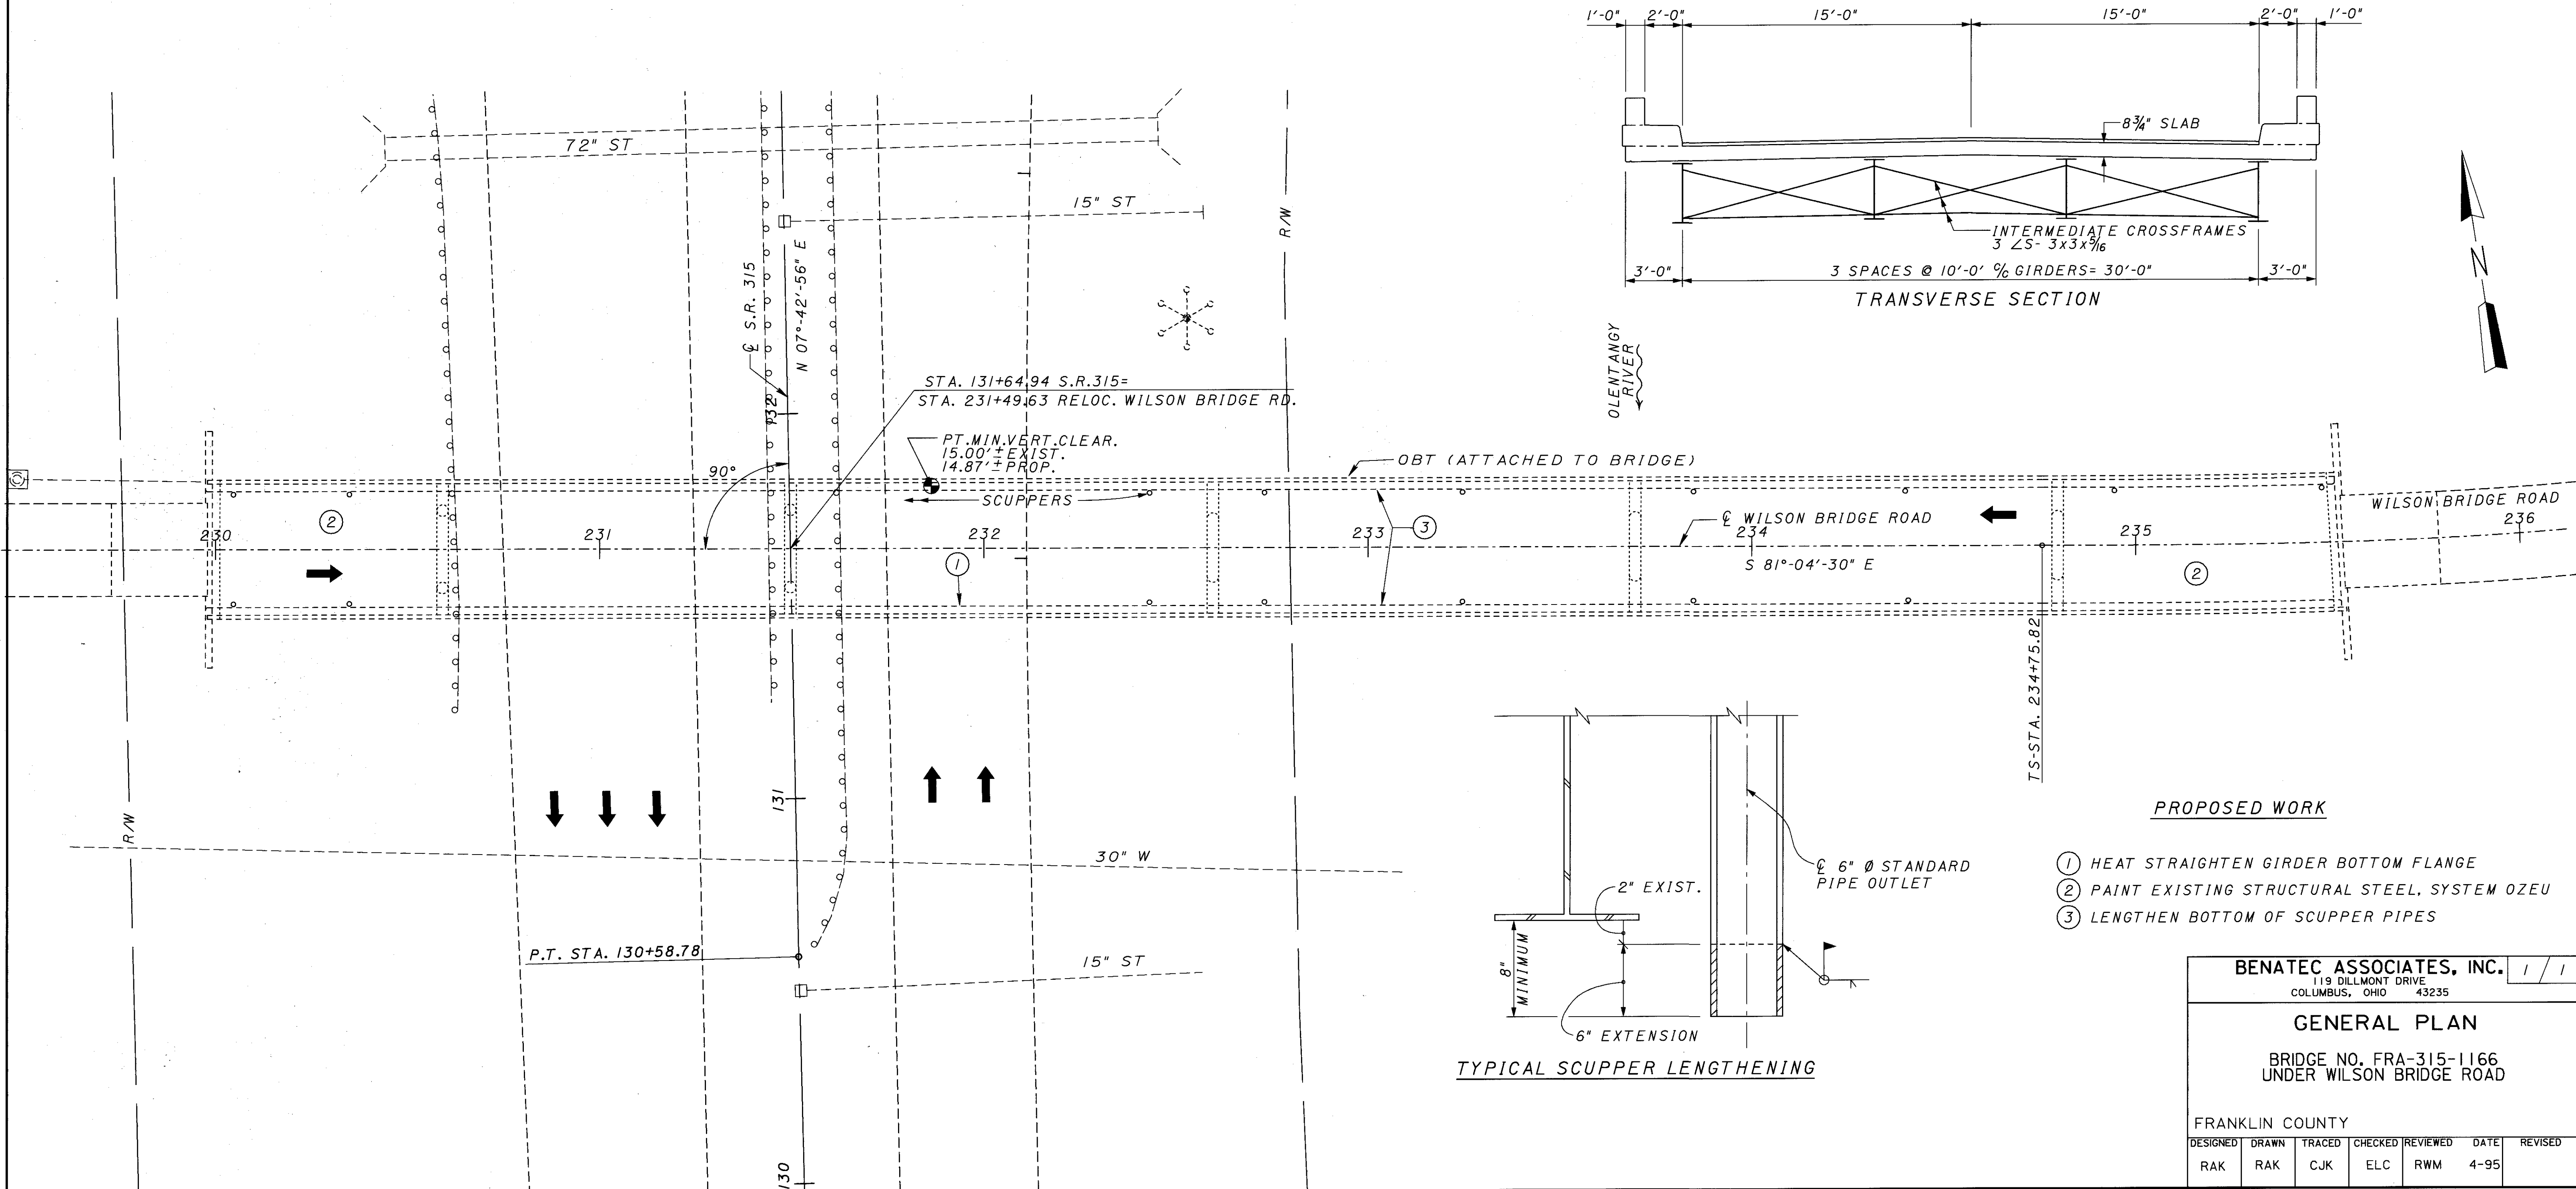 1'-0" 2'-0" 15'-0" 15'-0" 2'-0" 1'-0"
8¾" SLAB
INTERMEDIATE CROSSFRAMES
3 ∠S- 3x3x5/16
3'-0" 3 SPACES @ 10'-0' C/C GIRDERS= 30'-0" 3'-0"
TRANSVERSE SECTION
N
72" ST
15" ST
R/W
℄ S.R. 315
N 07°-42'-56" E
132
STA. 131+64.94 S.R.315=
STA. 231+49.63 RELOC. WILSON BRIDGE RD.
PT.MIN.VERT.CLEAR.
15.00'± EXIST.
14.87'± PROP.
90°
SCUPPERS
OLENTANGY
RIVER
OBT (ATTACHED TO BRIDGE)
℄ WILSON BRIDGE ROAD
WILSON BRIDGE ROAD
2
3
230 231 232 233 234 235 236
1
S 81°-04'-30" E
2
TS-STA. 234+75.82
131
R/W
30" W
P.T. STA. 130+58.78
15" ST
130
2" EXIST.
℄ 6" Ø STANDARD
PIPE OUTLET
8"
MINIMUM
6" EXTENSION
TYPICAL SCUPPER LENGTHENING
PROPOSED WORK
1 HEAT STRAIGHTEN GIRDER BOTTOM FLANGE
2 PAINT EXISTING STRUCTURAL STEEL, SYSTEM OZEU
3 LENGTHEN BOTTOM OF SCUPPER PIPES
BENATEC ASSOCIATES, INC. 1 / 1
119 DILLMONT DRIVE
COLUMBUS, OHIO 43235
GENERAL PLAN
BRIDGE NO. FRA-315-1166
UNDER WILSON BRIDGE ROAD
FRANKLIN COUNTY
DESIGNED DRAWN TRACED CHECKED REVIEWED DATE REVISED
RAK RAK CJK ELC RWM 4-95